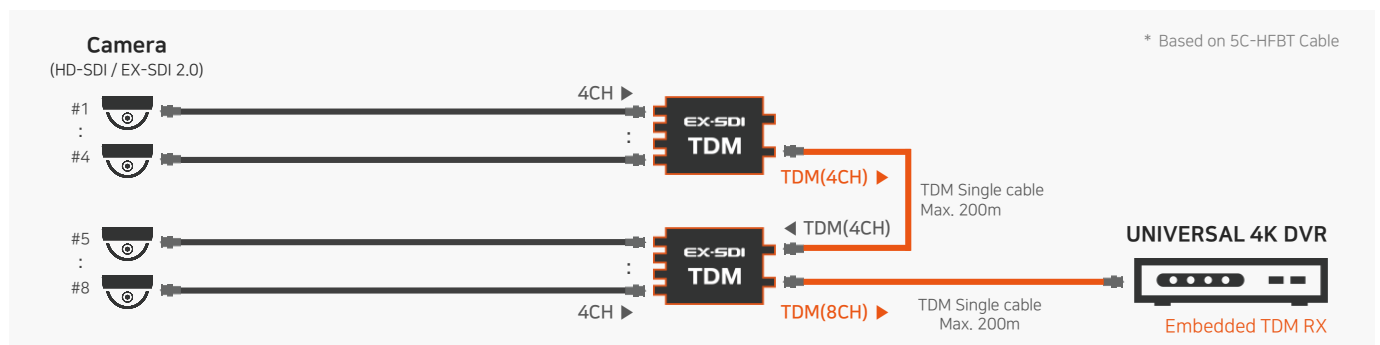 Camera
(HD-SDI / EX-SDI 2.0)
* Based on 5C-HFBT Cable
#1
:
#4
4CH ▶
:
EX-SDI
TDM
TDM(4CH) ▶
TDM Single cable
Max. 200m
◀ TDM(4CH)
#5
:
#8
:
4CH ▶
EX-SDI
TDM
TDM(8CH) ▶
TDM Single cable
Max. 200m
UNIVERSAL 4K DVR
Embedded TDM RX